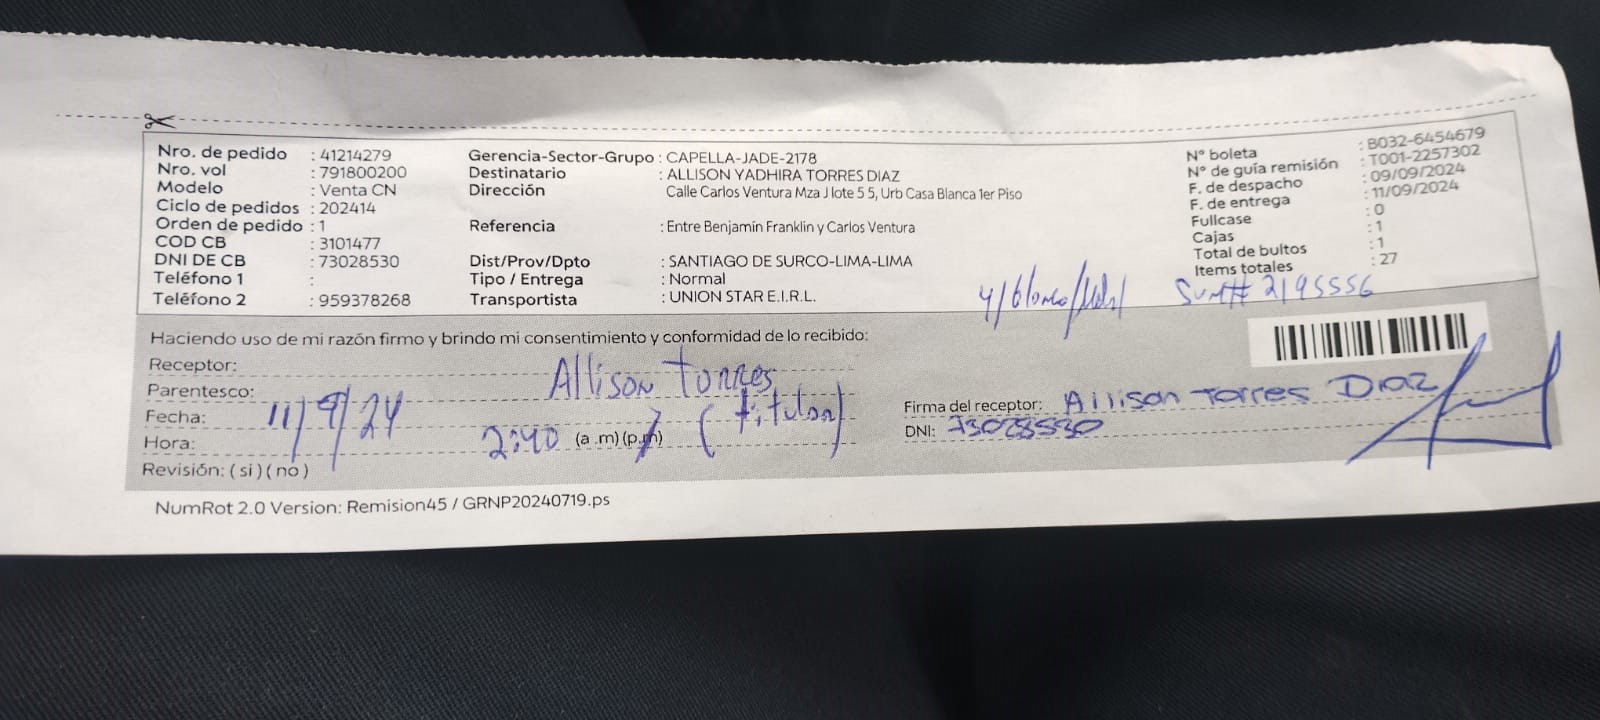 Nro. de pedido : 41214279
Nro. vol : 791800200
Modelo : Venta CN
Ciclo de pedidos : 202414
Orden de pedido : 1
COD CB : 3101477
DNI DE CB : 73028530
Teléfono 1 :
Teléfono 2 : 959378268
Gerencia-Sector-Grupo : CAPELLA-JADE-2178
Destinatario : ALLISON YADHIRA TORRES DIAZ
Dirección Calle Carlos Ventura Mza J lote 5 5, Urb Casa Blanca 1er Piso
Referencia : Entre Benjamin Franklin y Carlos Ventura
Dist/Prov/Dpto : SANTIAGO DE SURCO-LIMA-LIMA
Tipo / Entrega : Normal
Transportista : UNION STAR E.I.R.L.
N° boleta : B032-6454679
N° de guía remisión : T001-2257302
F. de despacho : 09/09/2024
F. de entrega : 11/09/2024
Fullcase : 0
Cajas : 1
Total de bultos : 1
Items totales : 27
Sum# 2195556
Haciendo uso de mi razón firmo y brindo mi consentimiento y conformidad de lo recibido:
Receptor: Allison Torres
Parentesco: (titular)
Fecha: 11/9/24
Hora: 2:40 (a .m) (p.m)
Revisión: ( si ) ( no )
Firma del receptor: Allison Torres Diaz
DNI: 73028530
NumRot 2.0 Version: Remision45 / GRNP20240719.ps